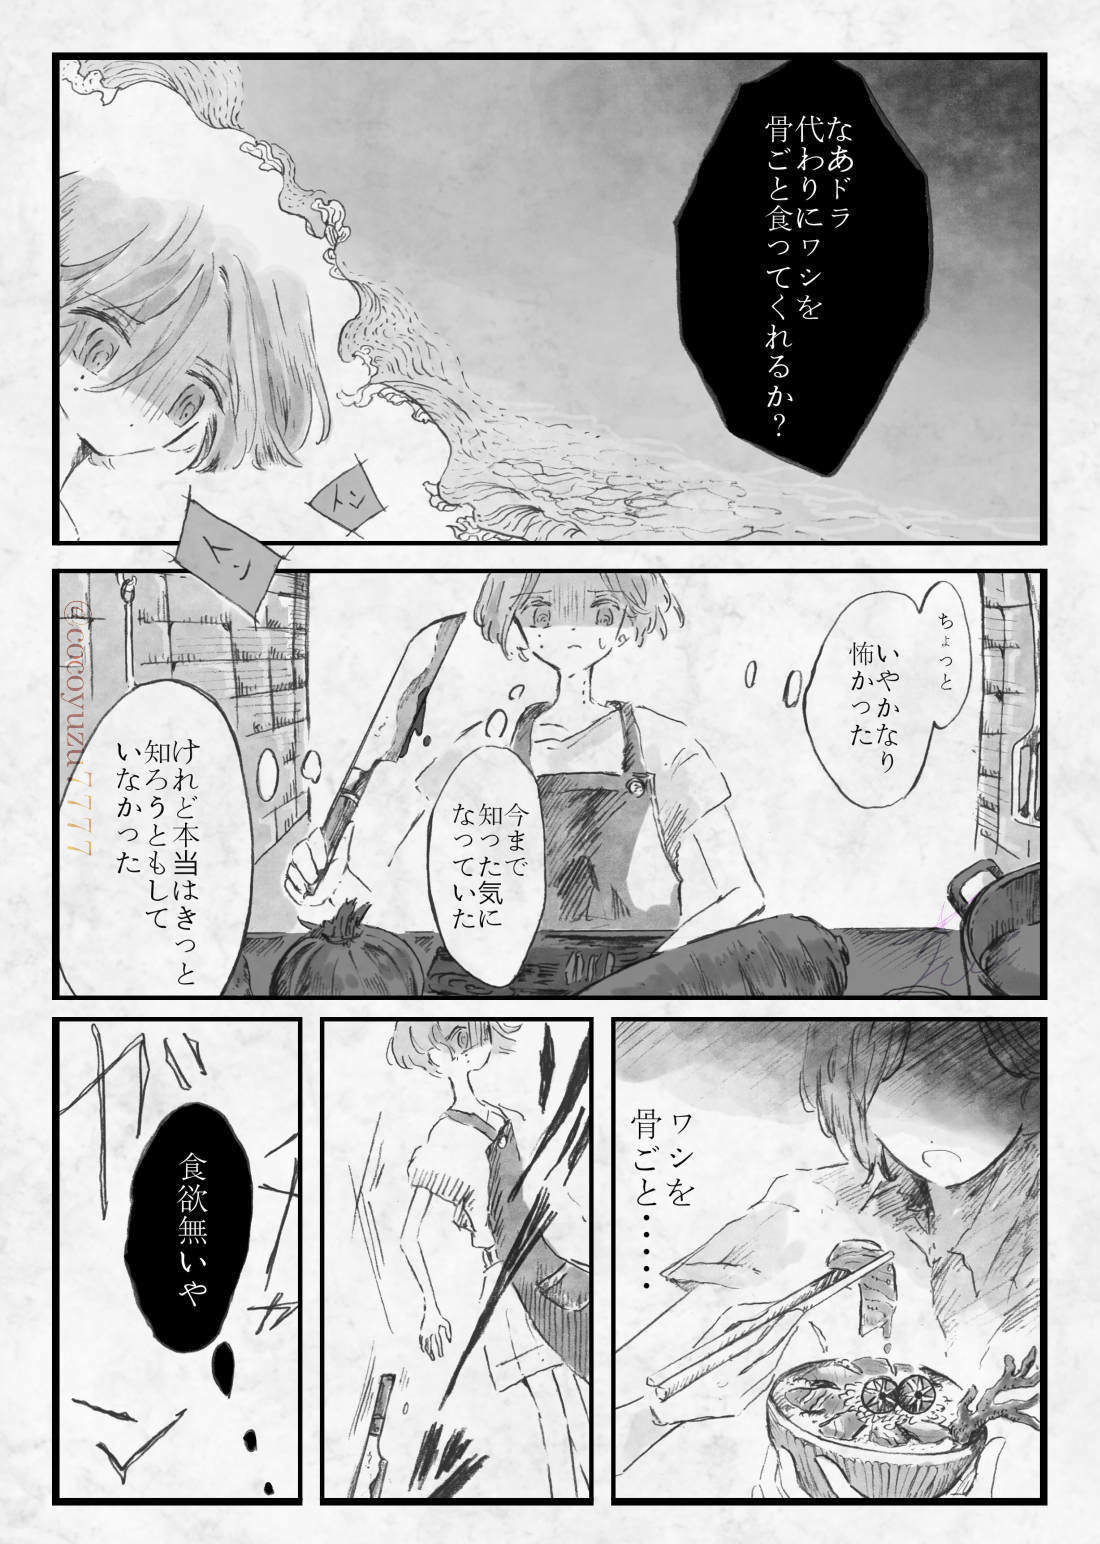 なあドラ
代わりにワシを
骨ごと食ってくれるか？
ちょっと
いやかなり
怖かった
今まで
知った気に
なっていた
けれど本当はきっと
知ろうともして
いなかった
@cocoyuzu7777
ワシを
骨ごと・・・・・
ガシャン
食欲無いや